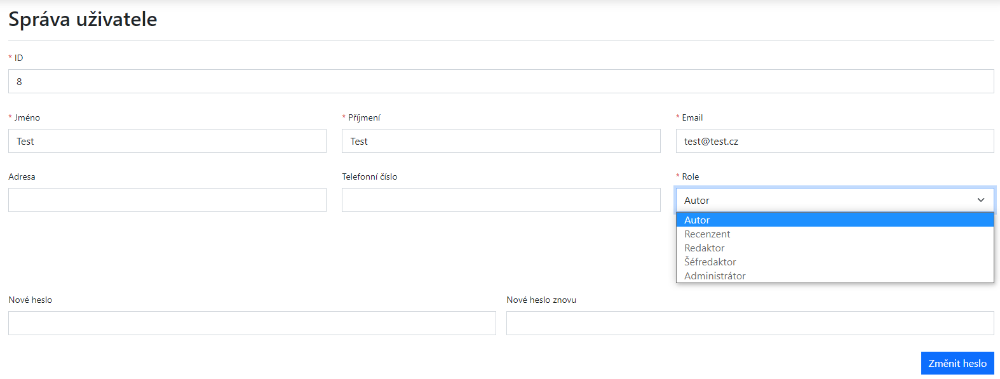 Správa uživatele
* ID
8
* Jméno
* Příjmení
* Email
Test
Test
test@test.cz
Adresa
Telefonní číslo
* Role
Autor
Autor
Recenzent
Redaktor
Šéfredaktor
Administrátor
Nové heslo
Nové heslo znovu
Změnit heslo